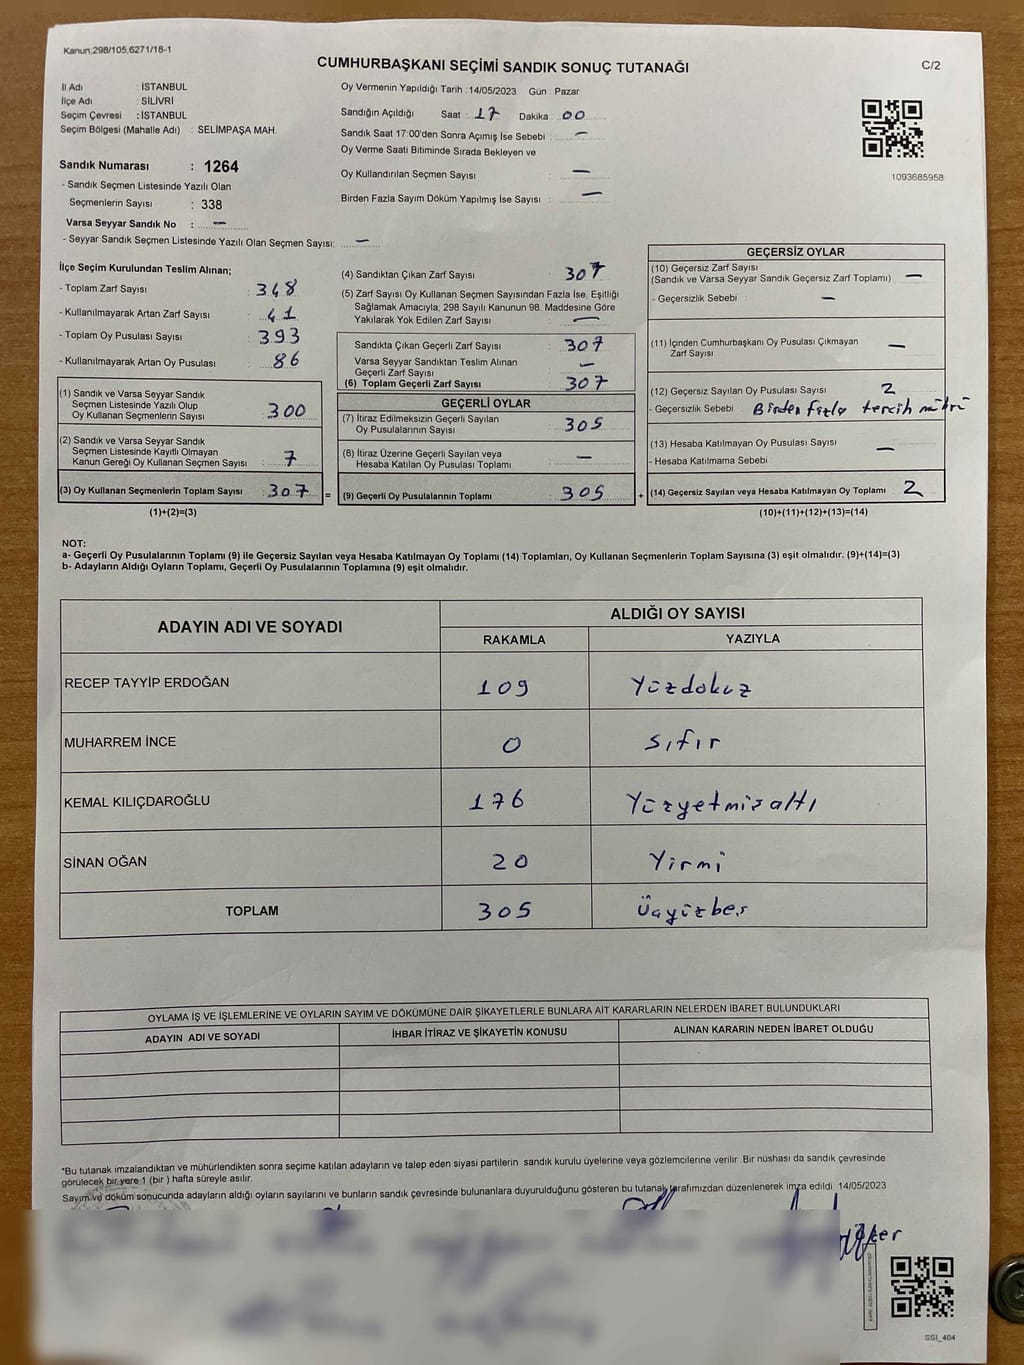 Kanun:298/105,6271/18-1
CUMHURBAŞKANI SEÇİMİ SANDIK SONUÇ TUTANAĞI
C/2
İl Adı : İSTANBUL
İlçe Adı : SİLİVRİ
Seçim Çevresi : İSTANBUL
Seçim Bölgesi (Mahalle Adı) : SELİMPAŞA MAH.
Sandık Numarası : 1264
- Sandık Seçmen Listesinde Yazılı Olan
Seçmenlerin Sayısı : 338
Varsa Seyyar Sandık No : —
- Seyyar Sandık Seçmen Listesinde Yazılı Olan Seçmen Sayısı: —
Oy Vermenin Yapıldığı Tarih :14/05/2023 Gün : Pazar
Sandığın Açıldığı Saat : 17 Dakika : 00
Sandık Saat 17:00'den Sonra Açımış İse Sebebi : —
Oy Verme Saati Bitiminde Sırada Bekleyen ve
Oy Kullandırılan Seçmen Sayısı : —
Birden Fazla Sayım Döküm Yapılmış İse Sayısı : —
1093685958
İlçe Seçim Kurulundan Teslim Alınan;
- Toplam Zarf Sayısı : 348
- Kullanılmayarak Artan Zarf Sayısı : 41
- Toplam Oy Pusulası Sayısı : 393
- Kullanılmayarak Artan Oy Pusulası : 86
(1) Sandık ve Varsa Seyyar Sandık
Seçmen Listesinde Yazılı Olup
Oy Kullanan Seçmenlerin Sayısı : 300
(2) Sandık ve Varsa Seyyar Sandık
Seçmen Listesinde Kayıtlı Olmayan
Kanun Gereği Oy Kullanan Seçmen Sayısı : 7
(3) Oy Kullanan Seçmenlerin Toplam Sayısı : 307 =
(1)+(2)=(3)
(4) Sandıktan Çıkan Zarf Sayısı : 307
(5) Zarf Sayısı Oy Kullanan Seçmen Sayısından Fazla İse, Eşitliği
Sağlamak Amacıyla, 298 Sayılı Kanunun 98. Maddesine Göre
Yakılarak Yok Edilen Zarf Sayısı : —
Sandıkta Çıkan Geçerli Zarf Sayısı : 307
Varsa Seyyar Sandıktan Teslim Alınan
Geçerli Zarf Sayısı : —
(6) Toplam Geçerli Zarf Sayısı : 307
GEÇERLİ OYLAR
(7) İtiraz Edilmeksizin Geçerli Sayılan
Oy Pusulalarının Sayısı : 305
(8) İtiraz Üzerine Geçerli Sayılan veya
Hesaba Katılan Oy Pusulası Toplamı : —
(9) Geçerli Oy Pusulalarının Toplamı : 305 +
GEÇERSİZ OYLAR
(10) Geçersiz Zarf Sayısı
(Sandık ve Varsa Seyyar Sandık Geçersiz Zarf Toplamı) : —
- Geçersizlik Sebebi : —
(11) İçinden Cumhurbaşkanı Oy Pusulası Çıkmayan
Zarf Sayısı : —
(12) Geçersiz Sayılan Oy Pusulası Sayısı : 2
- Geçersizlik Sebebi : Birden fazla tercih mührü
(13) Hesaba Katılmayan Oy Pusulası Sayısı : —
- Hesaba Katılmama Sebebi :
(14) Geçersiz Sayılan veya Hesaba Katılmayan Oy Toplamı : 2
(10)+(11)+(12)+(13)=(14)
NOT:
a- Geçerli Oy Pusulalarının Toplamı (9) ile Geçersiz Sayılan veya Hesaba Katılmayan Oy Toplamı (14) Toplamları, Oy Kullanan Seçmenlerin Toplam Sayısına (3) eşit olmalıdır. (9)+(14)=(3)
b- Adayların Aldığı Oyların Toplamı, Geçerli Oy Pusulalarının Toplamına (9) eşit olmalıdır.
ADAYIN ADI VE SOYADI
ALDIĞI OY SAYISI
RAKAMLA YAZIYLA
RECEP TAYYİP ERDOĞAN 109 Yüzdokuz
MUHARREM İNCE 0 sıfır
KEMAL KILIÇDAROĞLU 176 Yüzyetmişaltı
SİNAN OĞAN 20 Yirmi
TOPLAM 305 Üçyüzbeş
OYLAMA İŞ VE İŞLEMLERİNE VE OYLARIN SAYIM VE DÖKÜMÜNE DAİR ŞİKAYETLERLE BUNLARA AİT KARARLARIN NELERDEN İBARET BULUNDUKLARI
ADAYIN ADI VE SOYADI İHBAR İTİRAZ VE ŞİKAYETİN KONUSU ALINAN KARARIN NEDEN İBARET OLDUĞU
*Bu tutanak imzalandıktan ve mühürlendikten sonra seçime katılan adayların ve talep eden siyasi partilerin sandık kurulu üyelerine veya gözlemcilerine verilir. Bir nüshası da sandık çevresinde
görülecek bir yere 1 (bir ) hafta süreyle asılır.
Sayım ve döküm sonucunda adayların aldığı oyların sayılarını ve bunların sandık çevresinde bulunanlara duyurulduğunu gösteren bu tutanak tarafımızdan düzenlenerek imza edildi. 14/05/2023
SSI_404